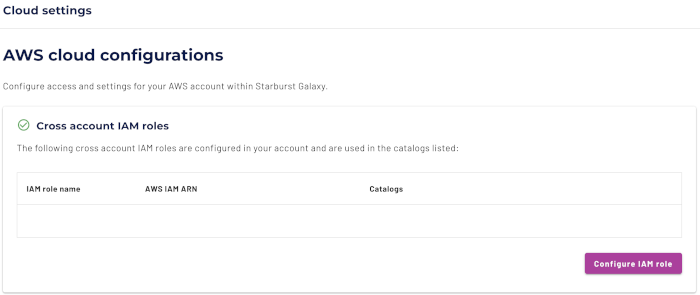 Cloud settings
AWS cloud configurations
Configure access and settings for your AWS account within Starburst Galaxy.
Cross account IAM roles
The following cross account IAM roles are configured in your account and are used in the catalogs listed:
IAM role name AWS IAM ARN Catalogs
Configure IAM role